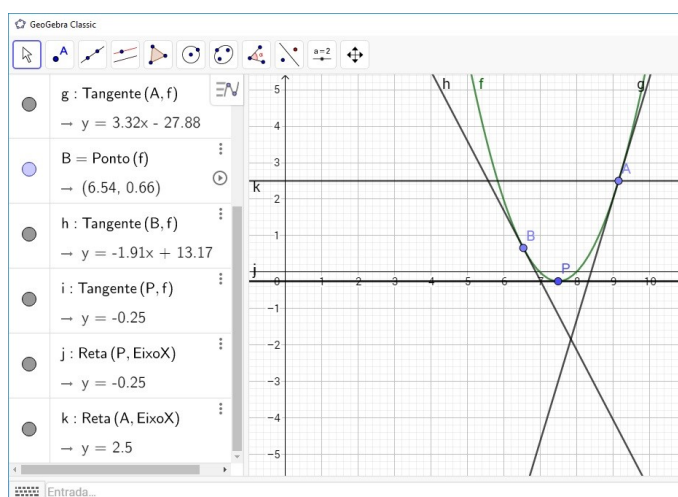 GeoGebra Classic
A
a=2
g : Tangente (A, f)
→ y = 3.32x - 27.88
B = Ponto (f)
→ (6.54, 0.66)
h : Tangente (B, f)
→ y = -1.91x + 13.17
i : Tangente (P, f)
→ y = -0.25
j : Reta (P, EixoX)
→ y = -0.25
k : Reta (A, EixoX)
→ y = 2.5
Entrada...
h f g
5
4
3
A
k
2
1
B
j
P
0 1 2 3 4 5 6 7 8 9 10
−1
−2
−3
−4
−5